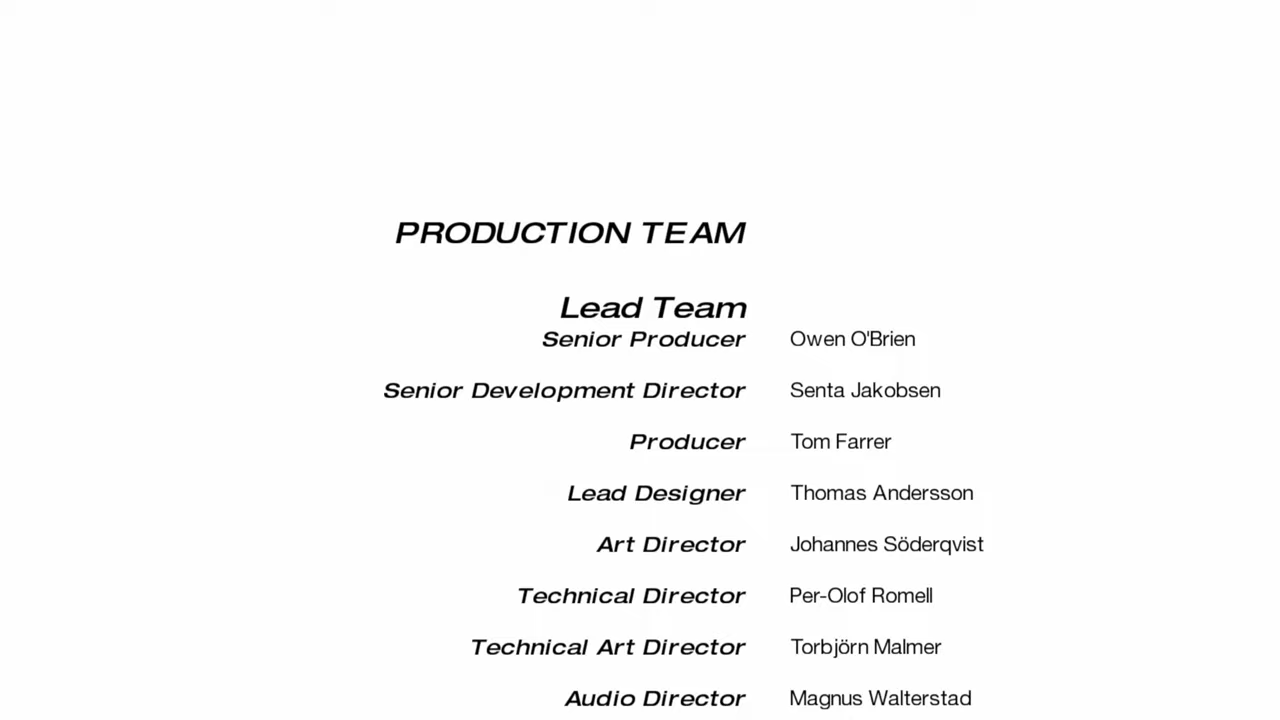 PRODUCTION TEAM
Lead Team
Senior Producer Owen O'Brien
Senior Development Director Senta Jakobsen
Producer Tom Farrer
Lead Designer Thomas Andersson
Art Director Johannes Söderqvist
Technical Director Per-Olof Romell
Technical Art Director Torbjörn Malmer
Audio Director Magnus Walterstad